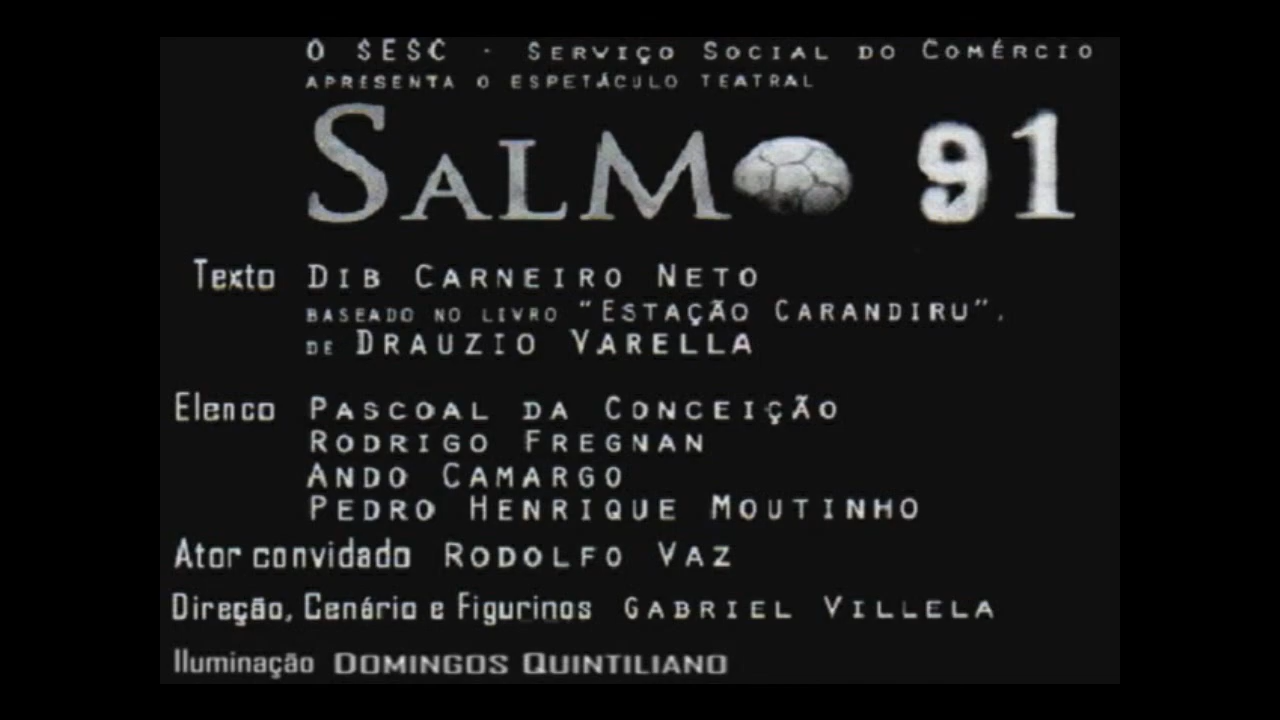 O SESC - SERVIÇO SOCIAL DO COMÉRCIO
APRESENTA O ESPETÁCULO TEATRAL
SALMO 91
Texto DIB CARNEIRO NETO
BASEADO NO LIVRO "ESTAÇÃO CARANDIRU",
DE DRAUZIO VARELLA
Elenco PASCOAL DA CONCEIÇÃO
RODRIGO FREGNAN
ANDO CAMARGO
PEDRO HENRIQUE MOUTINHO
Ator convidado RODOLFO VAZ
Direção, Cenário e Figurinos GABRIEL VILLELA
Iluminação DOMINGOS QUINTILIANO